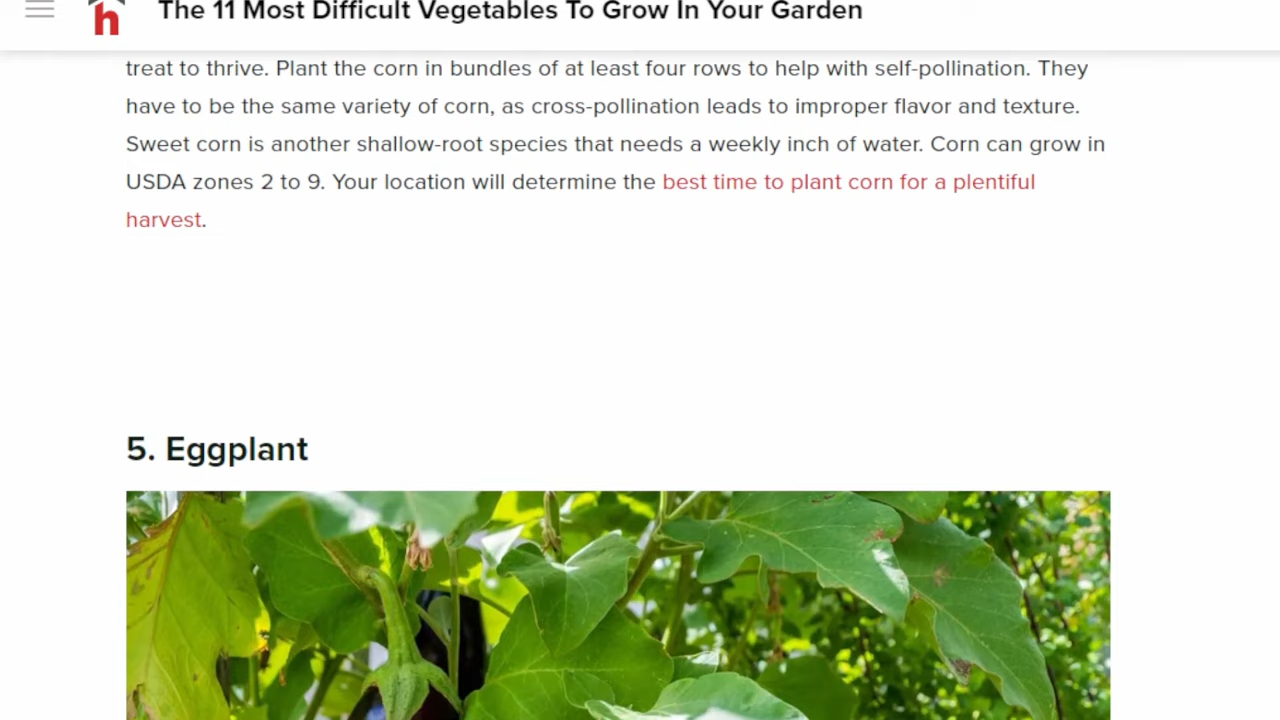 h
The 11 Most Difficult Vegetables To Grow In Your Garden
treat to thrive. Plant the corn in bundles of at least four rows to help with self-pollination. They
have to be the same variety of corn, as cross-pollination leads to improper flavor and texture.
Sweet corn is another shallow-root species that needs a weekly inch of water. Corn can grow in
USDA zones 2 to 9. Your location will determine the best time to plant corn for a plentiful
harvest.
5. Eggplant